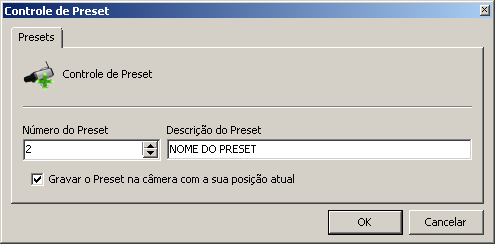 Controle de Preset
Presets
Controle de Preset
Número do Preset Descrição do Preset
2 NOME DO PRESET
Gravar o Preset na câmera com a sua posição atual
OK Cancelar